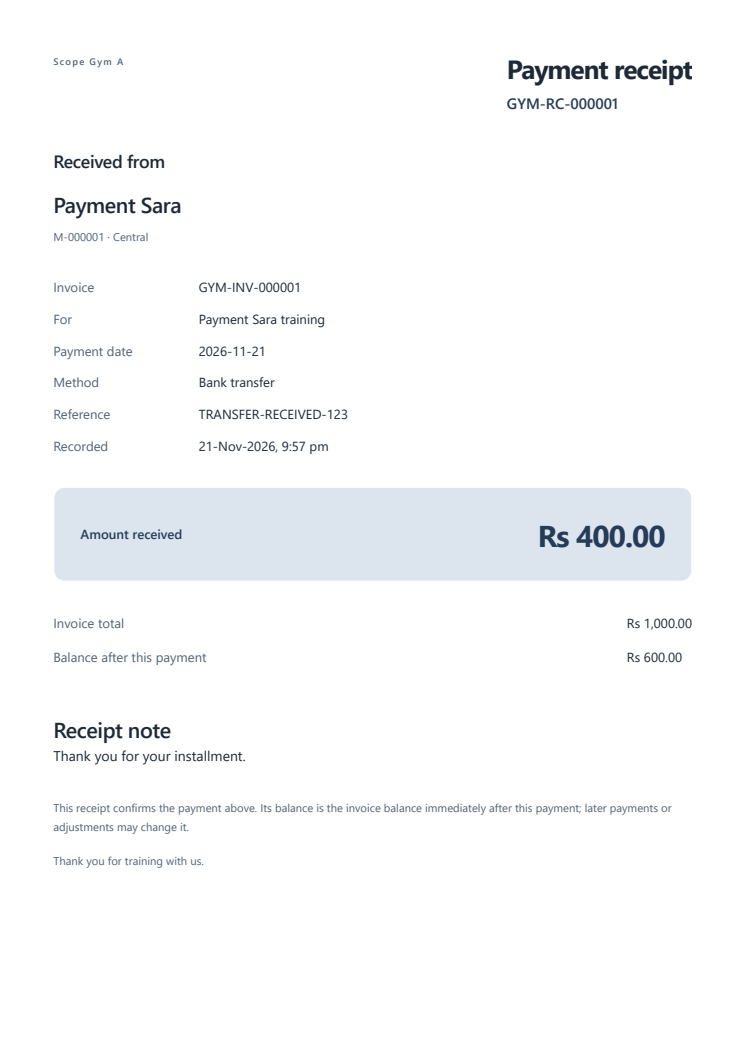 Scope Gym A
Payment receipt
GYM-RC-000001
Received from
Payment Sara
M-000001 · Central
Invoice GYM-INV-000001
For Payment Sara training
Payment date 2026-11-21
Method Bank transfer
Reference TRANSFER-RECEIVED-123
Recorded 21-Nov-2026, 9:57 pm
Amount received Rs 400.00
Invoice total Rs 1,000.00
Balance after this payment Rs 600.00
Receipt note
Thank you for your installment.
This receipt confirms the payment above. Its balance is the invoice balance immediately after this payment; later payments or
adjustments may change it.
Thank you for training with us.